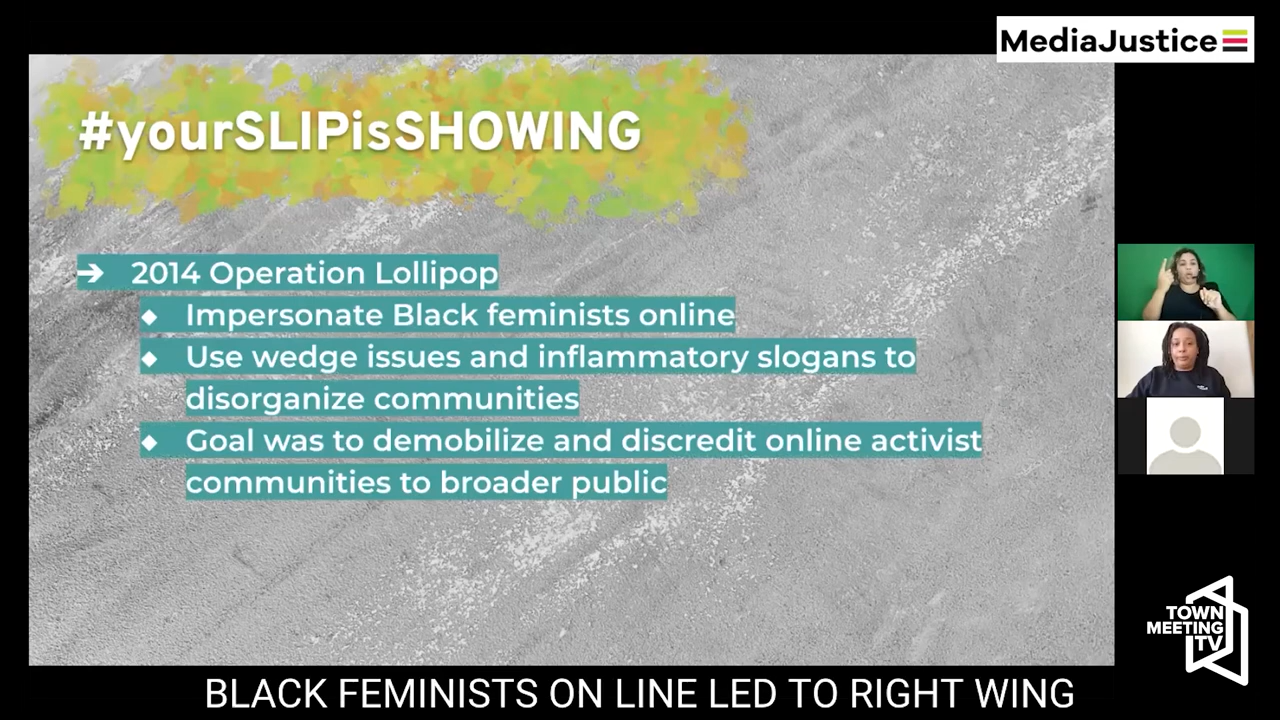 MediaJustice
#yourSLIPisSHOWING
➔ 2014 Operation Lollipop
◆ Impersonate Black feminists online
◆ Use wedge issues and inflammatory slogans to
disorganize communities
◆ Goal was to demobilize and discredit online activist
communities to broader public
TOWN
MEETING
TV
BLACK FEMINISTS ON LINE LED TO RIGHT WING